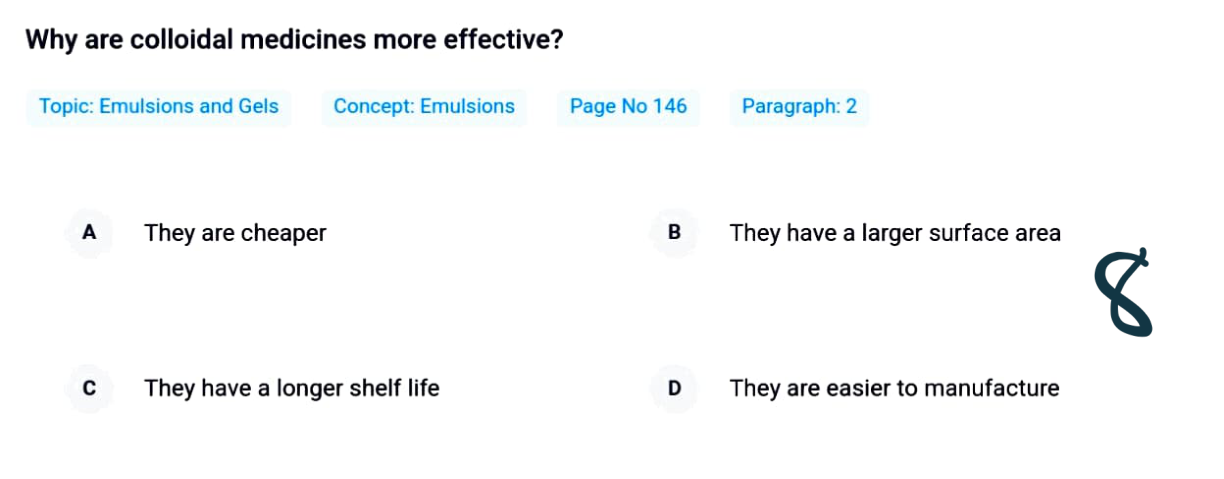 Why are colloidal medicines more effective?
Topic: Emulsions and Gels Concept: Emulsions Page No 146 Paragraph: 2
A They are cheaper
B They have a larger surface area
8
C They have a longer shelf life
D They are easier to manufacture